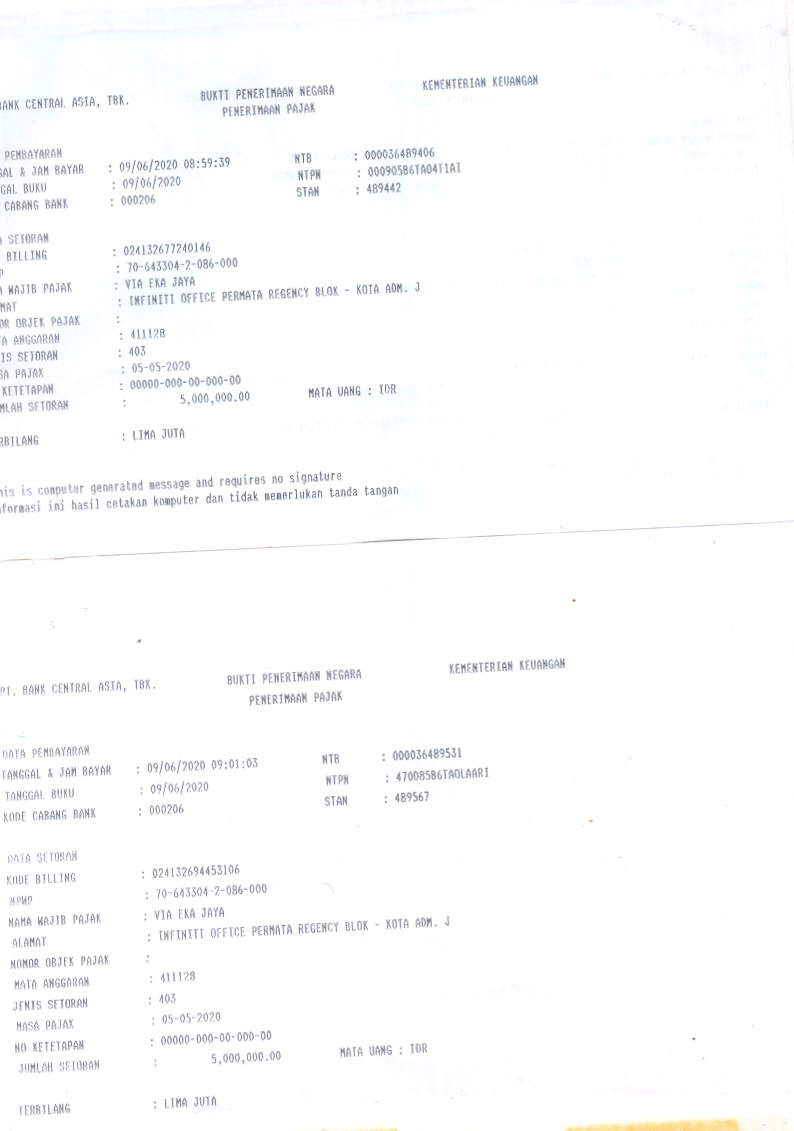 BANK CENTRAL ASIA, TBK. BUKTI PENERIMAAN NEGARA KEMENTERIAN KEUANGAN
PENERIMAAN PAJAK
PEMBAYARAN
GAL & JAM BAYAR : 09/06/2020 08:59:39 NTB : 000036489406
GAL BUKU : 09/06/2020 NTPN : 000905B6TAO4T1AI
CABANG BANK : 000206 STAN : 489442
A SETORAN
BILLING : 024132677240146
P : 70-643304-2-086-000
A WAJIB PAJAK : VIA EKA JAYA
MAT : INFINITI OFFICE PERMATA REGENCY BLOK - KOTA ADM. J
OR OBJEK PAJAK :
TA ANGGARAN : 411128
IS SETORAN : 403
SA PAJAK : 05-05-2020
KETETAPAN : 00000-000-00-000-00
MLAH SETORAN : 5,000,000.00 MATA UANG : IDR
RBILANG : LIMA JUTA
his is computer generated message and requires no signature
nformasi ini hasil cetakan komputer dan tidak memerlukan tanda tangan
PT. BANK CENTRAL ASIA, TBK. BUKTI PENERIMAAN NEGARA KEMENTERIAN KEUANGAN
PENERIMAAN PAJAK
DATA PEMBAYARAN
TANGGAL & JAM BAYAR : 09/06/2020 09:01:03 NTB : 000036489531
TANGGAL BUKU : 09/06/2020 NTPN : 470D85B6TAOLAARI
KODE CABANG BANK : 000206 STAN : 489567
DATA SETORAN
KODE BILLING : 024132694453106
NPWP : 70-643304-2-086-000
NAMA WAJIB PAJAK : VIA EKA JAYA
ALAMAT : INFINITI OFFICE PERMATA REGENCY BLOK - KOTA ADM. J
NOMOR OBJEK PAJAK :
MATA ANGGARAN : 411128
JENIS SETORAN : 403
MASA PAJAK : 05-05-2020
NO KETETAPAN : 00000-000-00-000-00
JUMLAH SETORAN : 5,000,000.00 MATA UANG : IDR
TERBILANG : LIMA JUTA